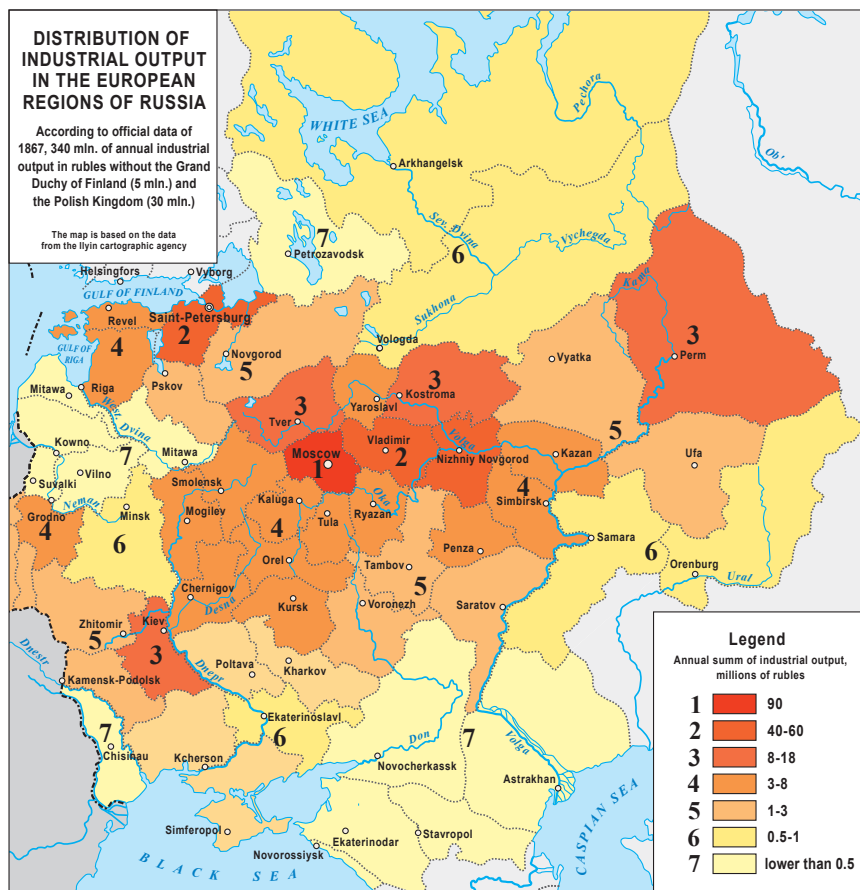 DISTRIBUTION OF
INDUSTRIAL OUTPUT
IN THE EUROPEAN
REGIONS OF RUSSIA
According to official data of
1867, 340 mln. of annual industrial
output in rubles without the Grand
Duchy of Finland (5 mln.) and
the Polish Kingdom (30 mln.)
The map is based on the data
from the Ilyin cartographic agency
WHITE SEA
Pechora
Ob'
Arkhangelsk
Sev. Dvina
Vychegda
6
7
Petrozavodsk
Helsingfors
Vyborg
GULF OF FINLAND
Sukhona
Kama
Revel
Saint-Petersburg
2
3
4
GULF OF
RIGA
Novgorod
Vologda
Vyatka
Perm
5
Pskov
Mitawa
Riga
3
Kostroma
Yaroslavl
West. Dvina
3
Tver
5
Volga
Vladimir
Kowno
7
Mitawa
Moscow
1
2
Nizhniy Novgorod
Kazan
Ufa
Vilno
Suvalki
Smolensk
Oka
4
Neman
Kaluga
Simbirsk
Grodno
Minsk
Mogilev
Tula
Ryazan
4
4
6
Penza
Samara
6
Orel
Tambov
5
Orenburg
Ural
Chernigov
Desna
Kursk
Voronezh
Saratov
Zhitomir
Kiev
5
3
Dnestr
Dnepr
Poltava
Kharkov
Kamensk-Podolsk
Ekaterinoslavl
7
Chisinau
6
Don
7
Volga
Kcherson
Novocherkassk
Astrakhan
CASPIAN SEA
Simferopol
Ekaterinodar
Stavropol
Novorossiysk
BLACK SEA
Legend
Annual summ of industrial output,
millions of rubles
1 90
2 40-60
3 8-18
4 3-8
5 1-3
6 0.5-1
7 lower than 0.5